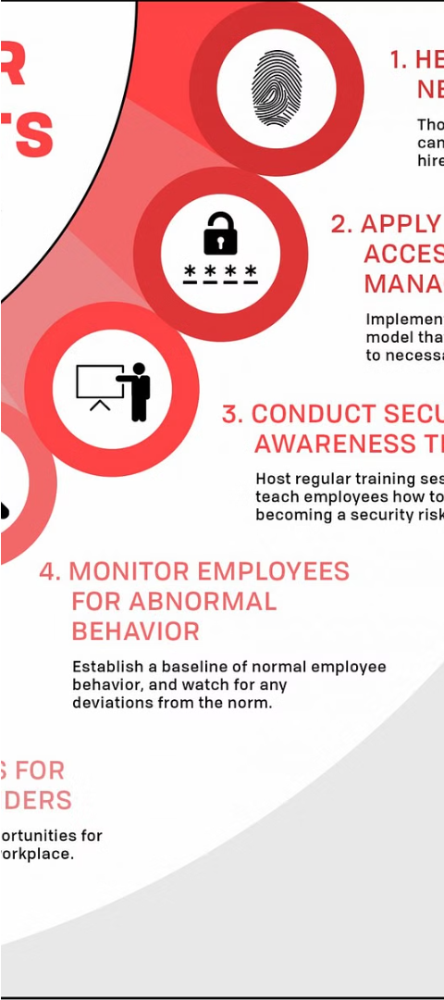 R
TS
1. HE
NE
Tho
can
hire
2. APPLY
ACCES
MANA
Implement
model tha
to necessa
3. CONDUCT SECU
AWARENESS T
Host regular training ses
teach employees how to
becoming a security risk
4. MONITOR EMPLOYEES
FOR ABNORMAL
BEHAVIOR
Establish a baseline of normal employee
behavior, and watch for any
deviations from the norm.
S FOR
DERS
ortunities for
orkplace.